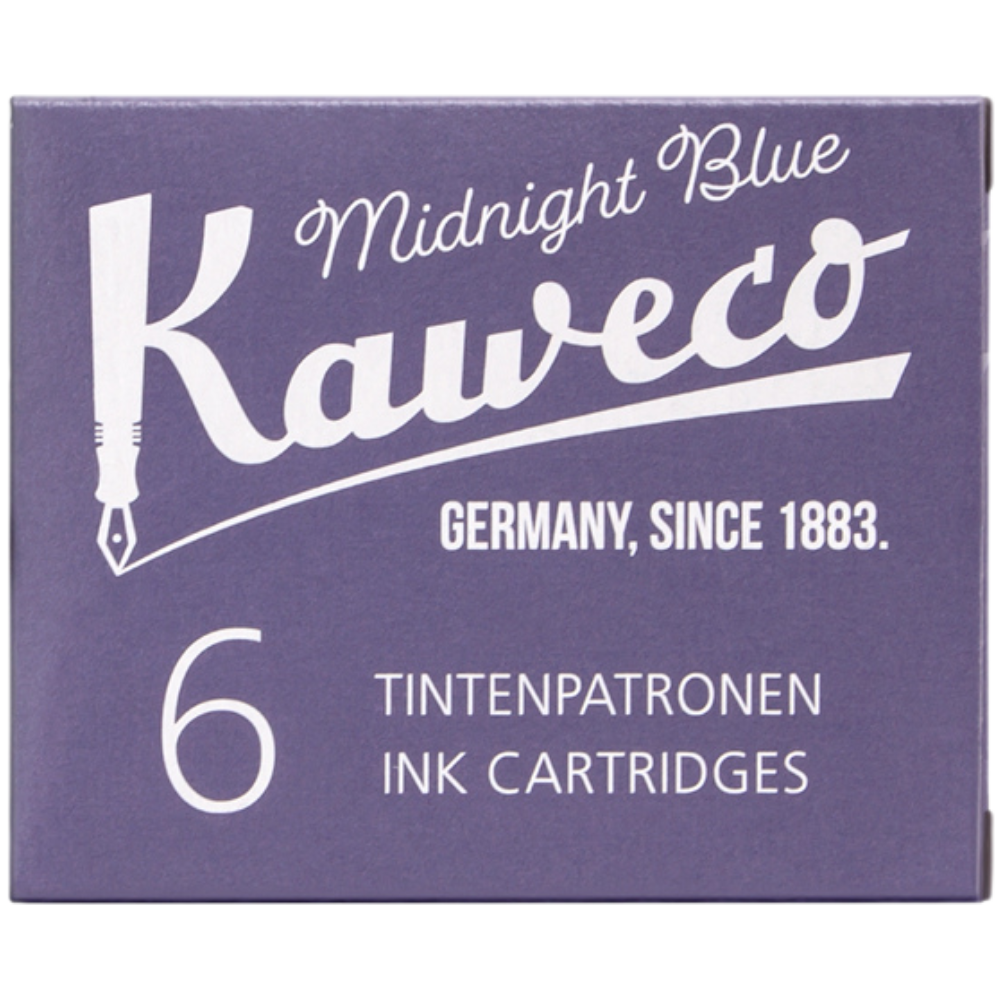 Midnight Blue
Kaweco
GERMANY, SINCE 1883.
6
TINTENPATRONEN
INK CARTRIDGES